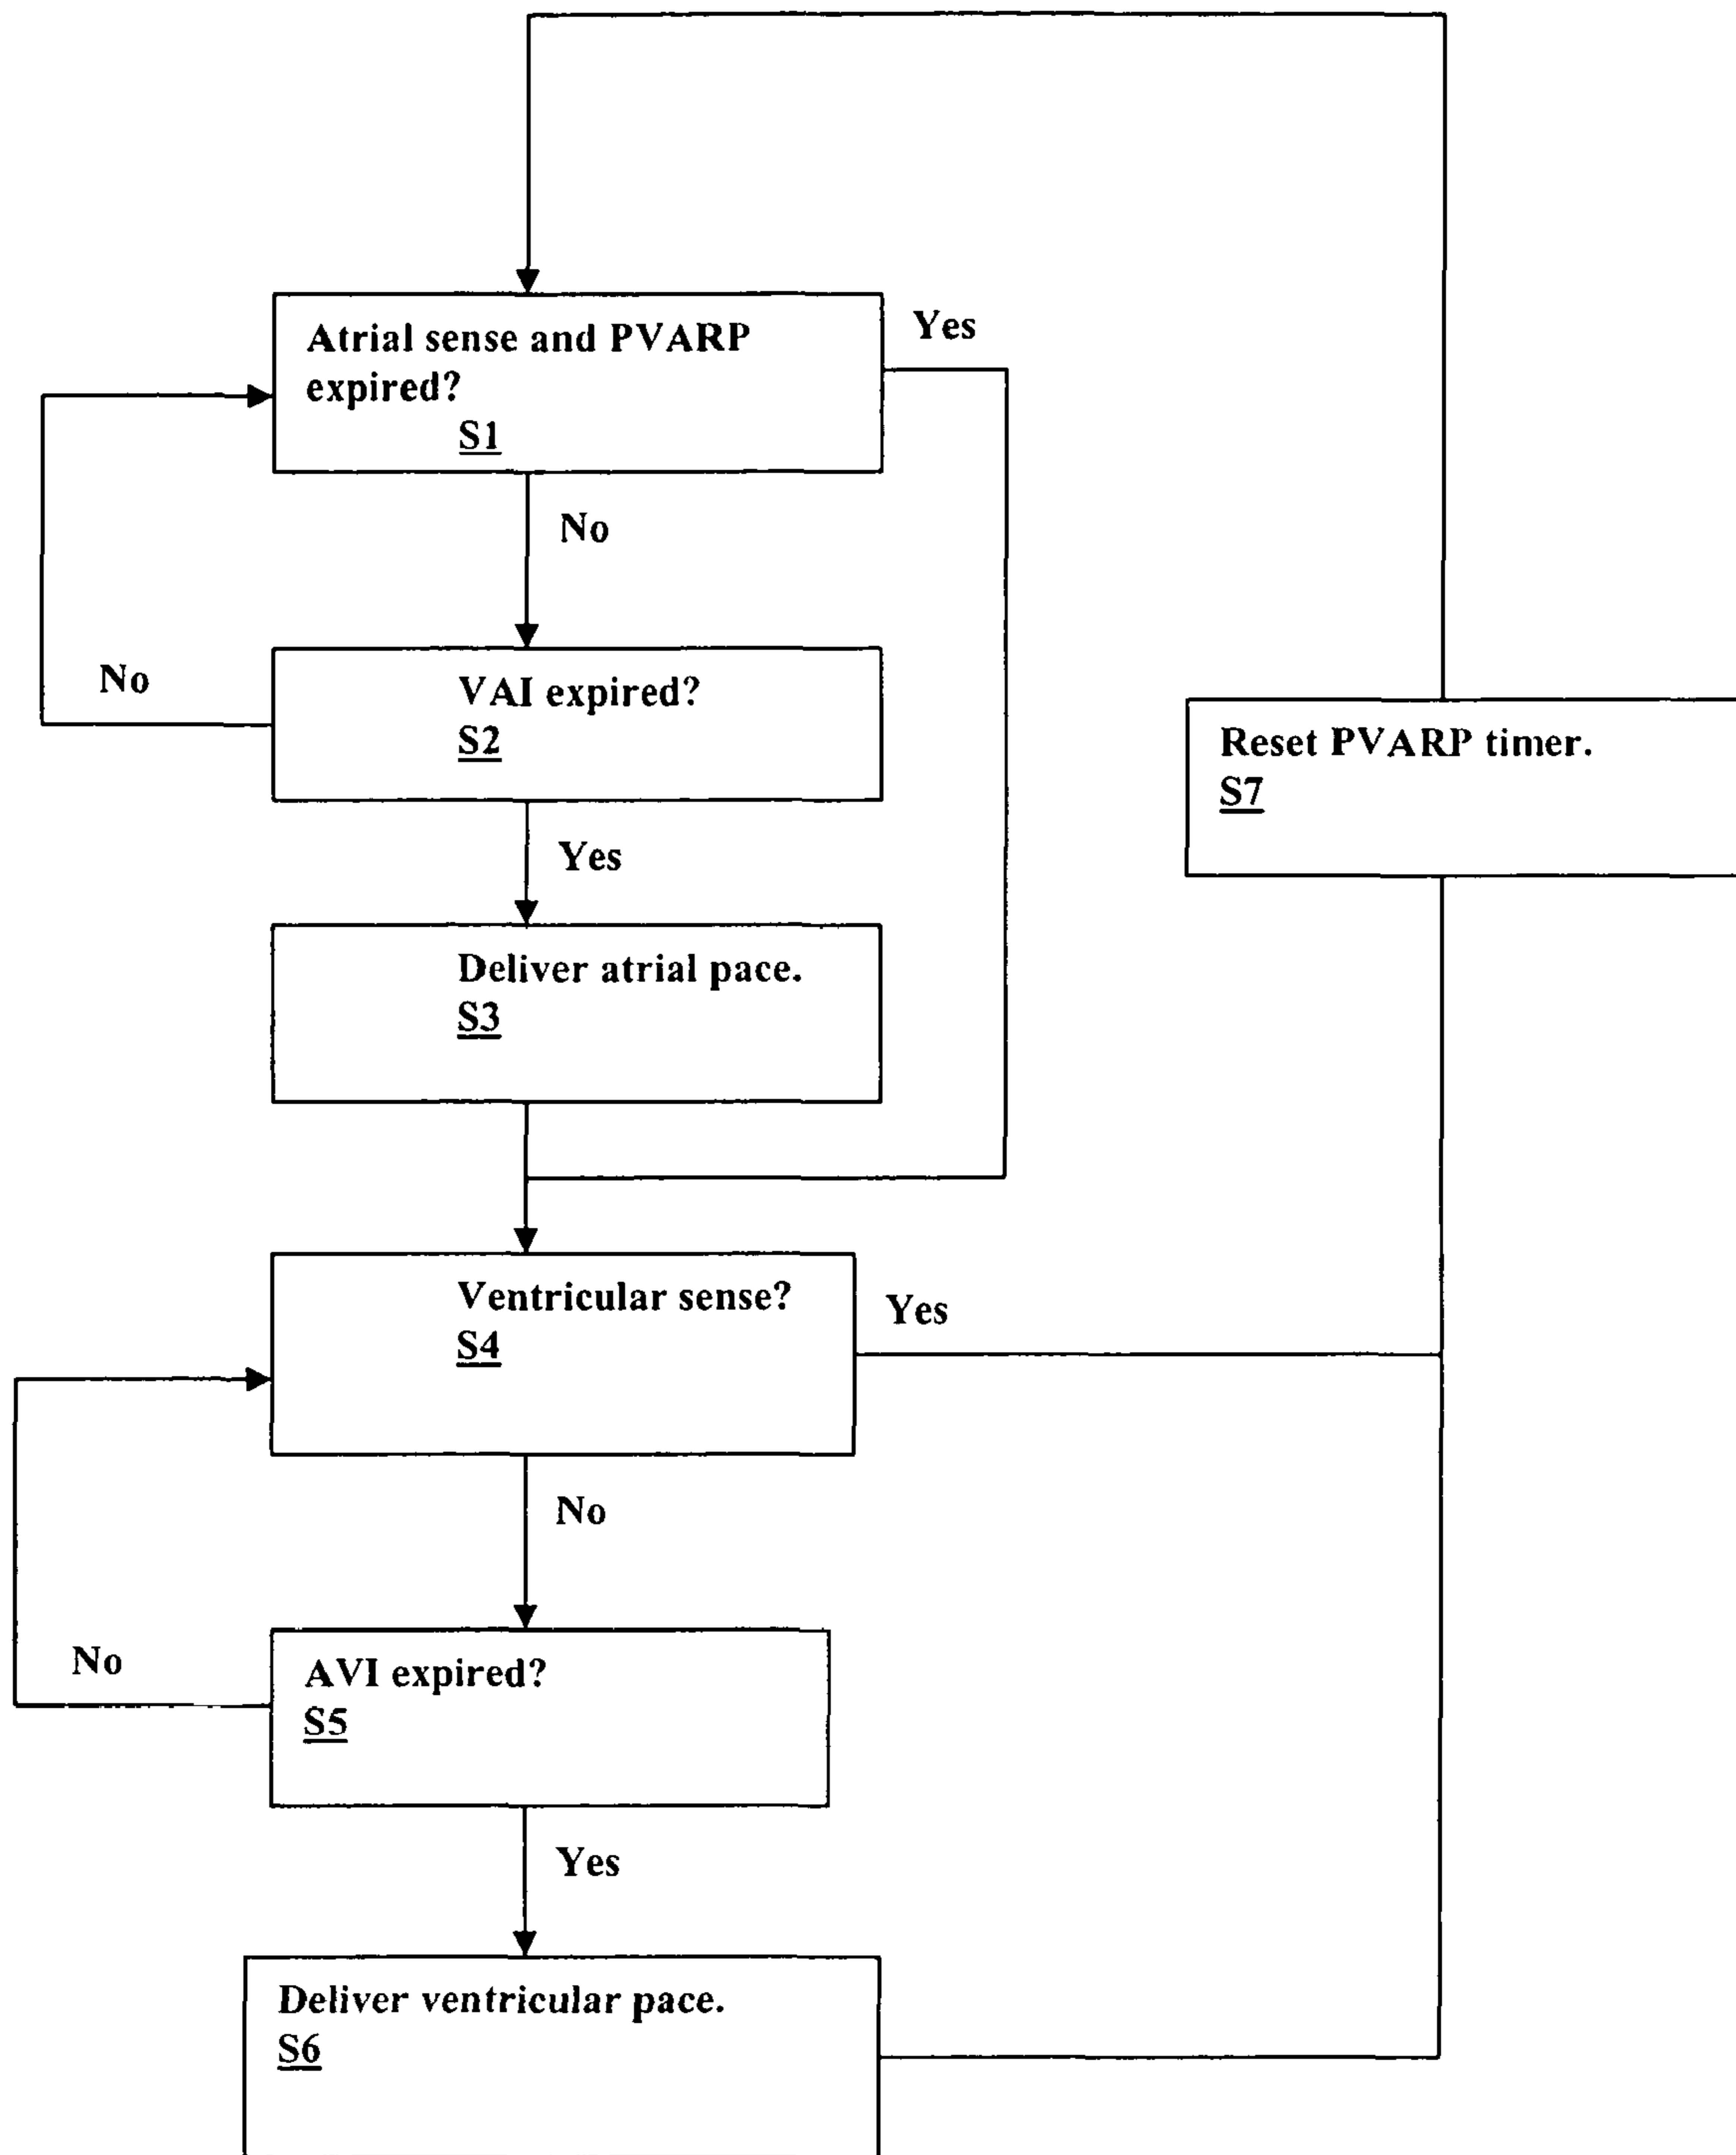 Atrial sense and PVARP
expired?
S1
Yes
No
VAI expired?
S2
No
Reset PVARP timer.
S7
Yes
Deliver atrial pace.
S3
Ventricular sense?
S4
Yes
No
AVI expired?
S5
No
Yes
Deliver ventricular pace.
S6